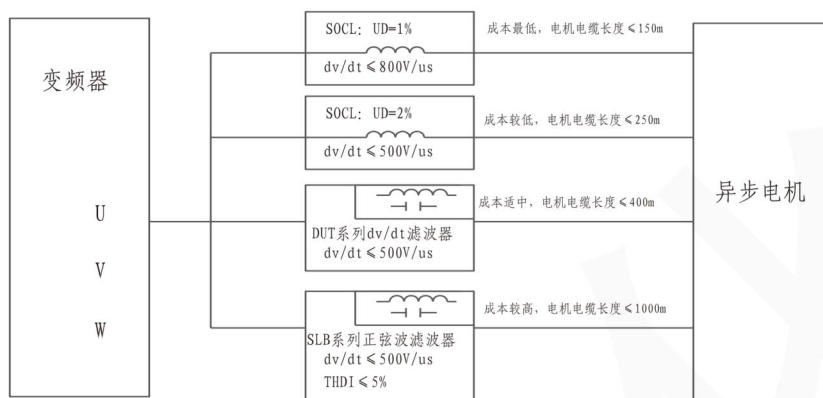 变频器
U
V
W
SOCL: UD=1%
dv/dt≤800V/us
成本最低，电机电缆长度≤150m
SOCL: UD=2%
dv/dt≤500V/us
成本较低，电机电缆长度≤250m
DUT系列dv/dt滤波器
dv/dt≤500V/us
成本适中，电机电缆长度≤400m
SLB系列正弦波滤波器
dv/dt≤500V/us
THDI≤5%
成本较高，电机电缆长度≤1000m
异步电机